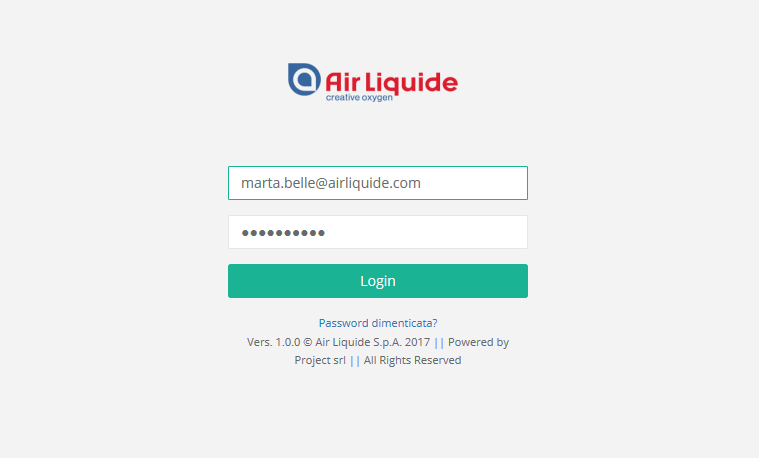 Air Liquide
creative oxygen
marta.belle@airliquide.com
●●●●●●●●●●
Login
Password dimenticata?
Vers. 1.0.0 © Air Liquide S.p.A. 2017 || Powered by
Project srl || All Rights Reserved